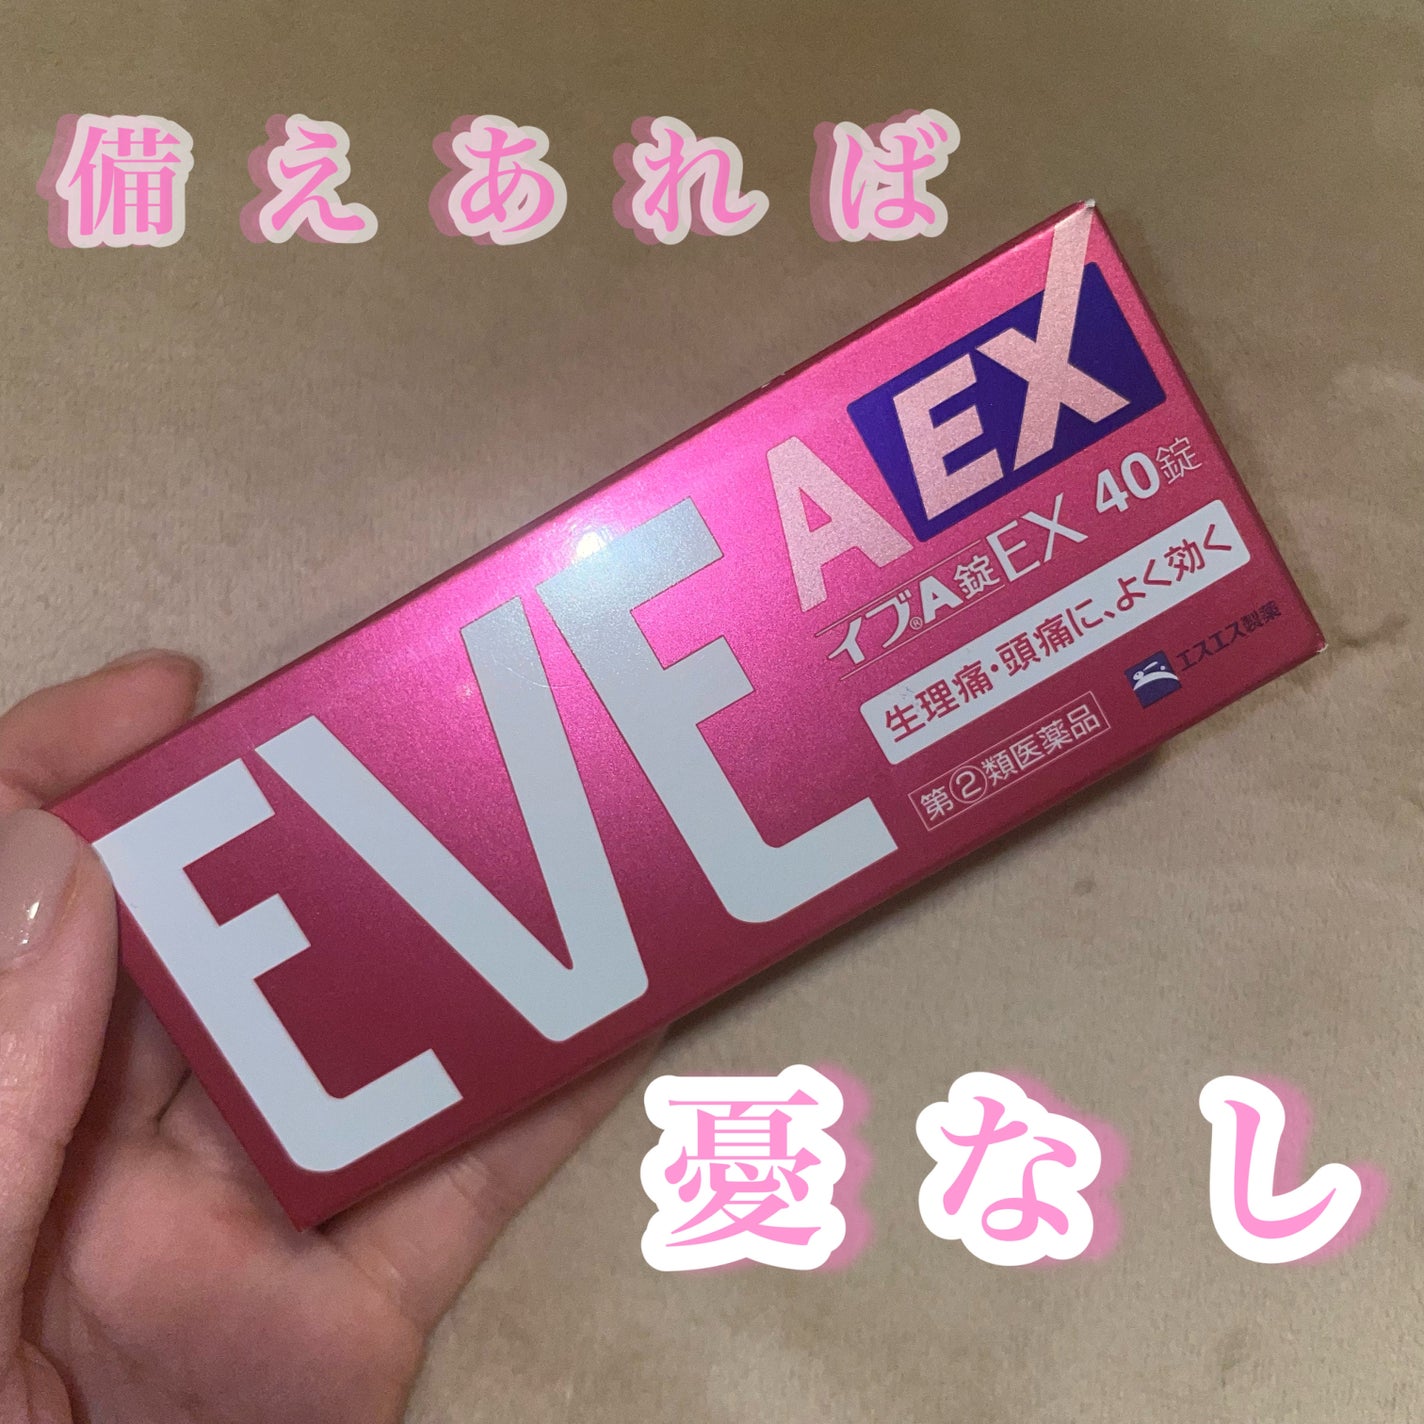 備えあれば
EVE A EX
イブ®A錠EX 40錠
生理痛・頭痛に、よく効く
第②類医薬品
エスエス製薬
憂なし